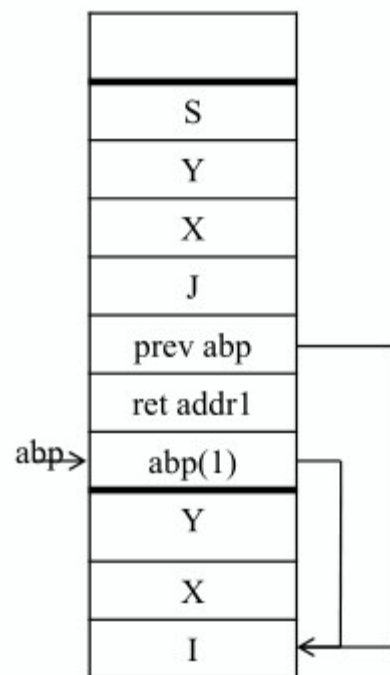 S
Y
X
J
prev abp
ret addr1
abp
abp(1)
Y
X
I